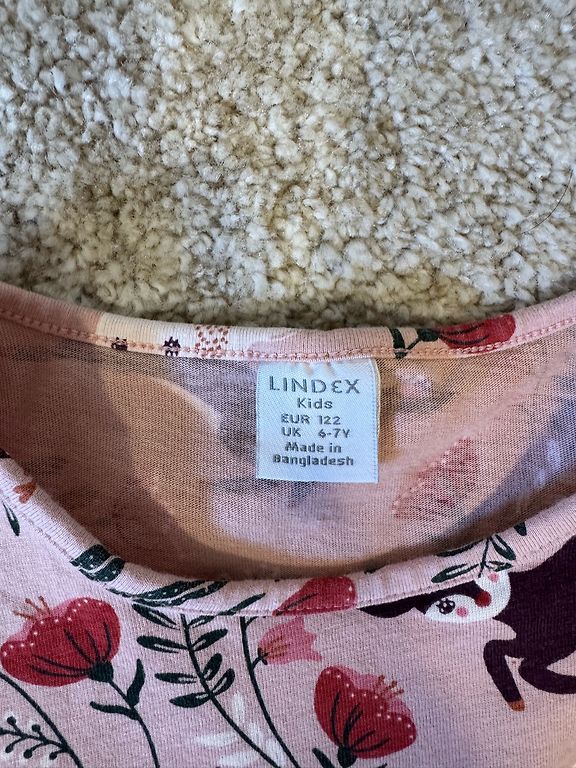 LINDEX
Kids
EUR 122
UK 6-7Y
Made in
Bangladesh